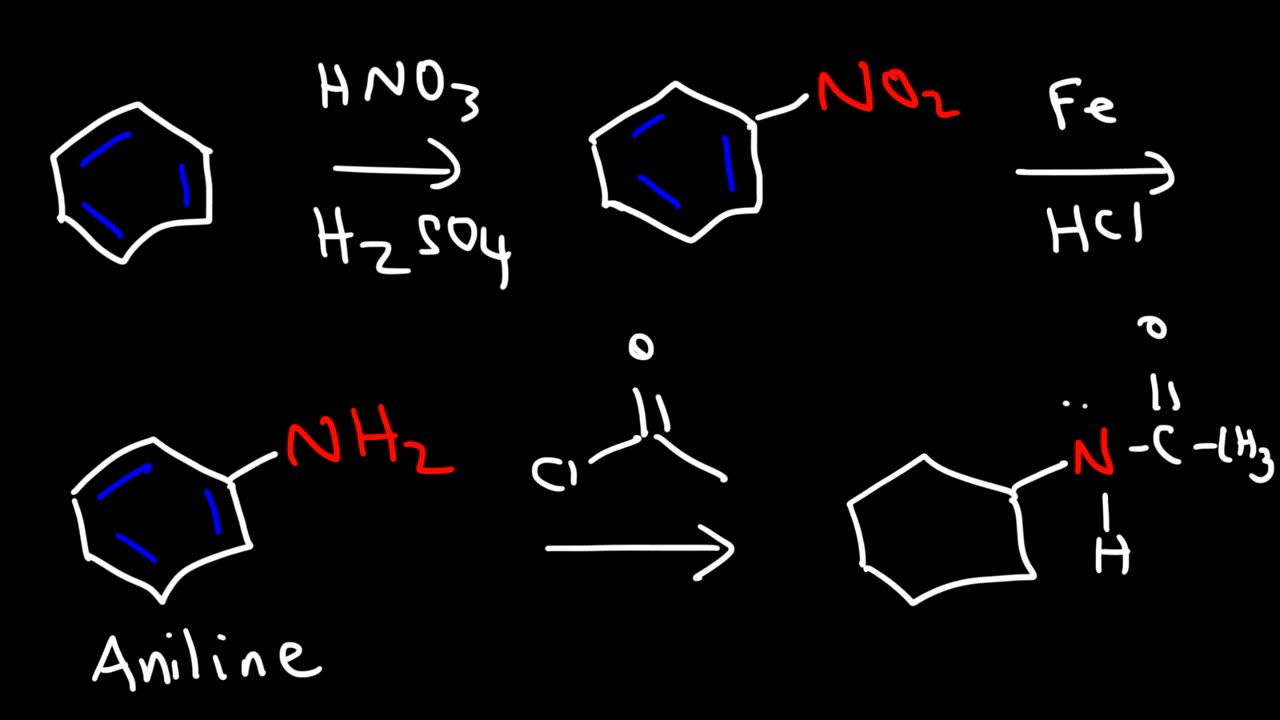 HNO3
H2SO4
NO2
Fe
HCl
NH2
Aniline
O
Cl
O
N-C-CH3
H